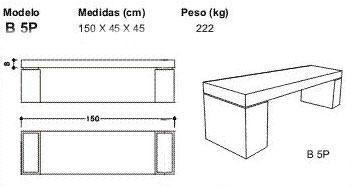 Modelo Medidas (cm) Peso (kg)
B 5P 150 X 45 X 45 222
8
150
B 5P